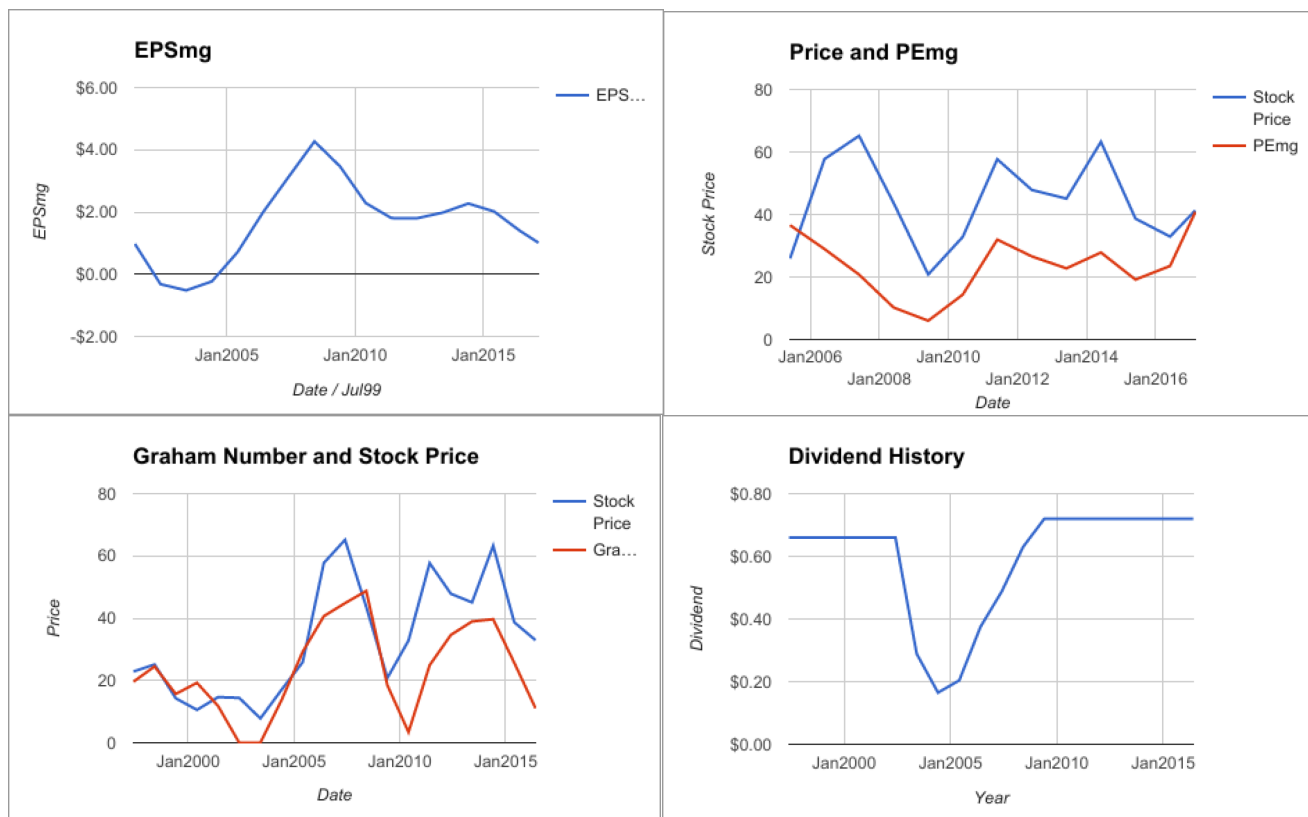 EPSmg
$6.00
$4.00
$2.00
$0.00
-$2.00
EPSmg
EPS…
Jan2005
Jan2010
Jan2015
Date / Jul99
Price and PEmg
80
60
40
20
0
Stock Price
Stock
Price
PEmg
Jan2006
Jan2010
Jan2014
Jan2008
Jan2012
Jan2016
Date
Graham Number and Stock Price
80
60
40
20
0
Price
Stock
Price
Gra…
Jan2000
Jan2005
Jan2010
Jan2015
Date
Dividend History
$0.80
$0.60
$0.40
$0.20
$0.00
Dividend
Jan2000
Jan2005
Jan2010
Jan2015
Year